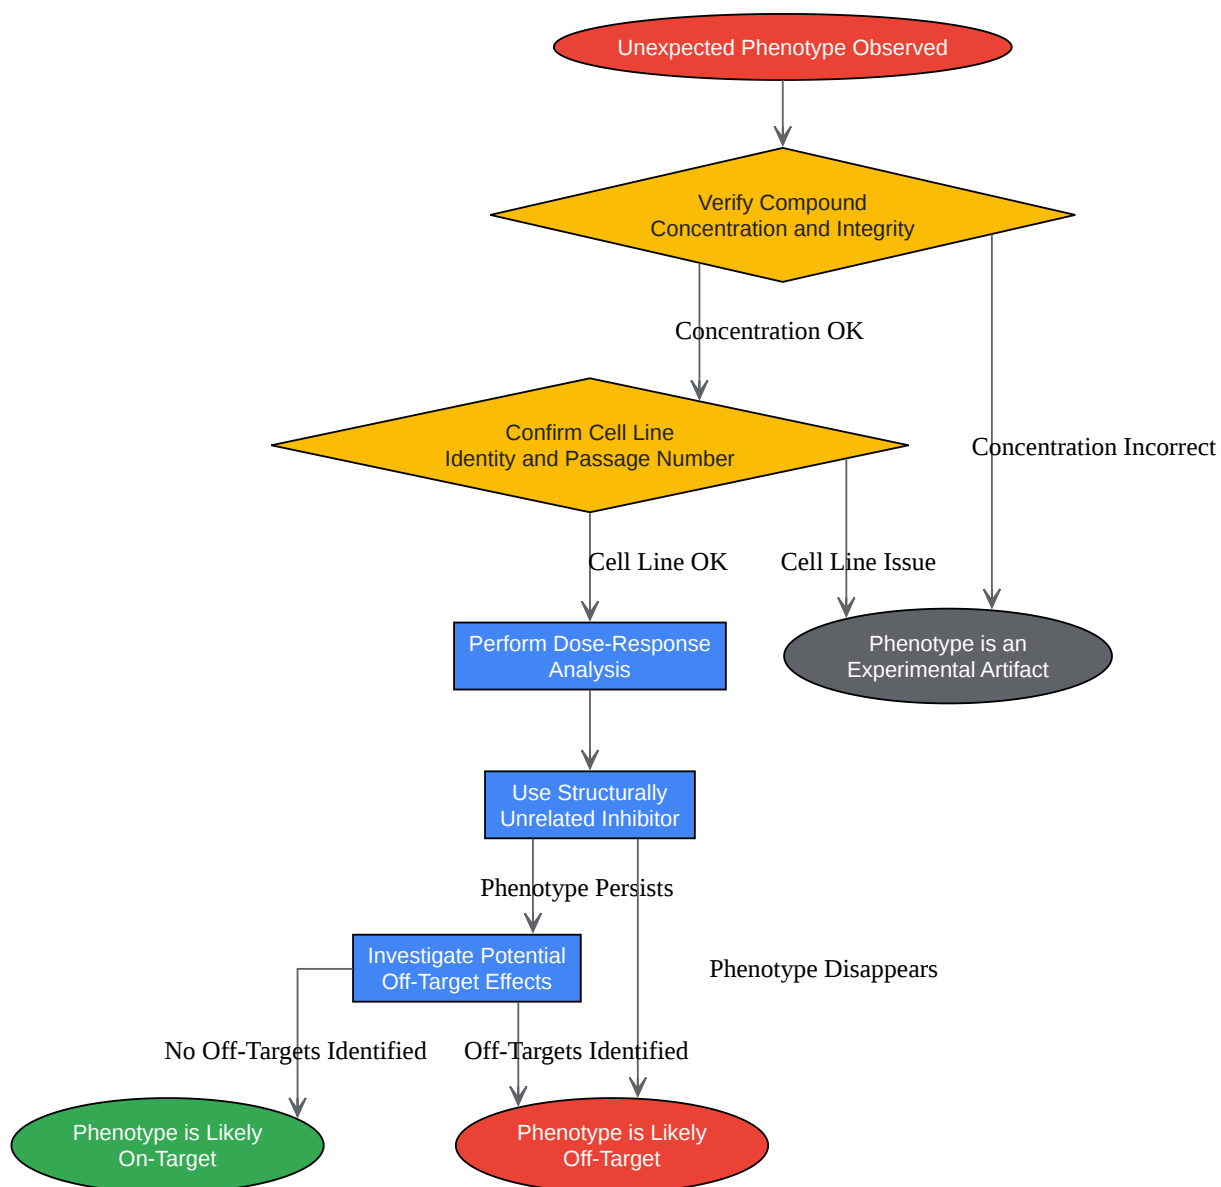 Unexpected Phenotype Observed
Verify Compound
Concentration and Integrity
Concentration OK
Confirm Cell Line
Identity and Passage Number
Concentration Incorrect
Cell Line OK
Cell Line Issue
Perform Dose-Response
Analysis
Phenotype is an
Experimental Artifact
Use Structurally
Unrelated Inhibitor
Phenotype Persists
Investigate Potential
Off-Target Effects
Phenotype Disappears
No Off-Targets Identified
Off-Targets Identified
Phenotype is Likely
On-Target
Phenotype is Likely
Off-Target